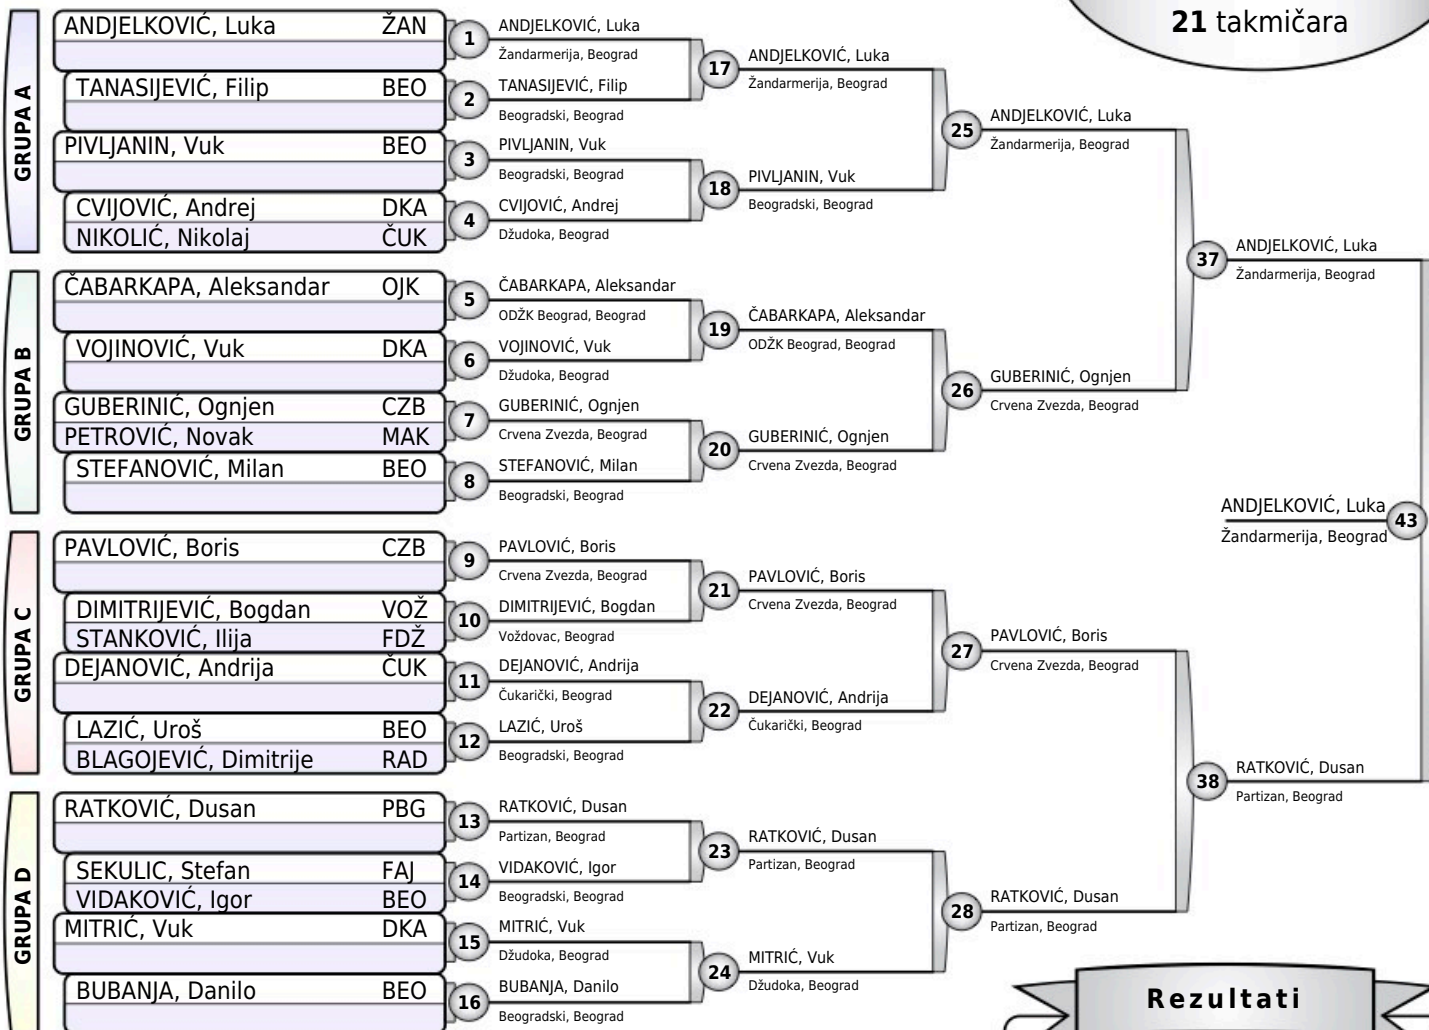 21 takmičara
GRUPA A
ANDJELKOVIĆ, Luka ŽAN
TANASIJEVIĆ, Filip BEO
PIVLJANIN, Vuk BEO
CVIJOVIĆ, Andrej DKA
NIKOLIĆ, Nikolaj ČUK
GRUPA B
ČABARKAPA, Aleksandar OJK
VOJINOVIĆ, Vuk DKA
GUBERINIĆ, Ognjen CZB
PETROVIĆ, Novak MAK
STEFANOVIĆ, Milan BEO
GRUPA C
PAVLOVIĆ, Boris CZB
DIMITRIJEVIĆ, Bogdan VOŽ
STANKOVIĆ, Ilija FDŽ
DEJANOVIĆ, Andrija ČUK
LAZIĆ, Uroš BEO
BLAGOJEVIĆ, Dimitrije RAD
GRUPA D
RATKOVIĆ, Dusan PBG
SEKULIC, Stefan FAJ
VIDAKOVIĆ, Igor BEO
MITRIĆ, Vuk DKA
BUBANJA, Danilo BEO
1 ANDJELKOVIĆ, Luka
Žandarmerija, Beograd
2 TANASIJEVIĆ, Filip
Beogradski, Beograd
3 PIVLJANIN, Vuk
Beogradski, Beograd
4 CVIJOVIĆ, Andrej
Džudoka, Beograd
5 ČABARKAPA, Aleksandar
ODŽK Beograd, Beograd
6 VOJINOVIĆ, Vuk
Džudoka, Beograd
7 GUBERINIĆ, Ognjen
Crvena Zvezda, Beograd
8 STEFANOVIĆ, Milan
Beogradski, Beograd
9 PAVLOVIĆ, Boris
Crvena Zvezda, Beograd
10 DIMITRIJEVIĆ, Bogdan
Voždovac, Beograd
11 DEJANOVIĆ, Andrija
Čukarički, Beograd
12 LAZIĆ, Uroš
Beogradski, Beograd
13 RATKOVIĆ, Dusan
Partizan, Beograd
14 VIDAKOVIĆ, Igor
Beogradski, Beograd
15 MITRIĆ, Vuk
Džudoka, Beograd
16 BUBANJA, Danilo
Beogradski, Beograd
17 ANDJELKOVIĆ, Luka
Žandarmerija, Beograd
18 PIVLJANIN, Vuk
Beogradski, Beograd
19 ČABARKAPA, Aleksandar
ODŽK Beograd, Beograd
20 GUBERINIĆ, Ognjen
Crvena Zvezda, Beograd
21 PAVLOVIĆ, Boris
Crvena Zvezda, Beograd
22 DEJANOVIĆ, Andrija
Čukarički, Beograd
23 RATKOVIĆ, Dusan
Partizan, Beograd
24 MITRIĆ, Vuk
Džudoka, Beograd
25 ANDJELKOVIĆ, Luka
Žandarmerija, Beograd
26 GUBERINIĆ, Ognjen
Crvena Zvezda, Beograd
27 PAVLOVIĆ, Boris
Crvena Zvezda, Beograd
28 RATKOVIĆ, Dusan
Partizan, Beograd
37 ANDJELKOVIĆ, Luka
Žandarmerija, Beograd
38 RATKOVIĆ, Dusan
Partizan, Beograd
ANDJELKOVIĆ, Luka 43
Žandarmerija, Beograd
Rezultati